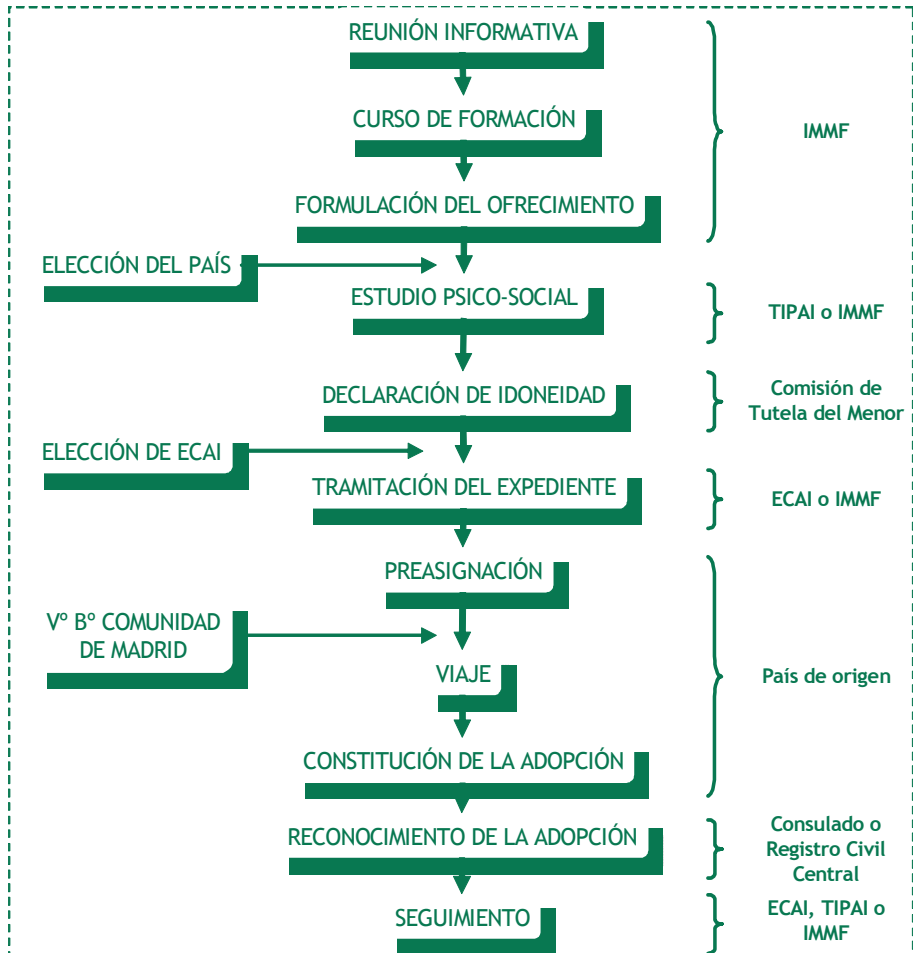 REUNIÓN INFORMATIVA
CURSO DE FORMACIÓN
IMMF
FORMULACIÓN DEL OFRECIMIENTO
ELECCIÓN DEL PAÍS
ESTUDIO PSICO-SOCIAL
TIPAI o IMMF
DECLARACIÓN DE IDONEIDAD
Comisión de
Tutela del Menor
ELECCIÓN DE ECAI
TRAMITACIÓN DEL EXPEDIENTE
ECAI o IMMF
PREASIGNACIÓN
Vº Bº COMUNIDAD
DE MADRID
VIAJE
País de origen
CONSTITUCIÓN DE LA ADOPCIÓN
RECONOCIMIENTO DE LA ADOPCIÓN
Consulado o
Registro Civil
Central
SEGUIMIENTO
ECAI, TIPAI o
IMMF